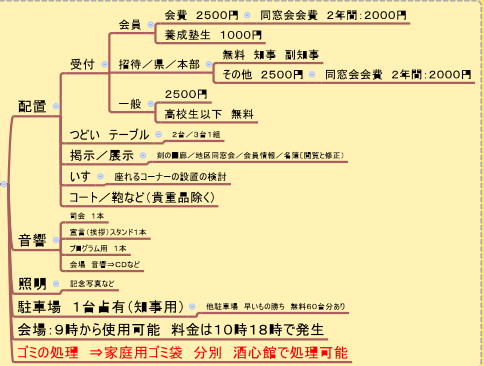 会員
会費 2500円
同窓会会費 2年間:2000円
養成塾生 1000円
受付
招待/県/本部
無料 知事 副知事
その他 2500円
同窓会会費 2年間:2000円
一般
2500円
高校生以下 無料
配置
つどい テーブル
2台/3台1組
掲示/展示
刻の 廊/地区同窓会/会員情報/名簿(閲覧と修正)
いす
座れるコーナーの設置の検討
コート/鞄など(貴重品除く)
音響
司会 1本
宣言(挨拶)スタンド1本
プログラム用 1本
会場 音響⇒CDなど
照明
記念写真など
駐車場 1台占有(知事用)
他駐車場 早いもの勝ち 無料60台分あり
会場:9時から使用可能 料金は10時18時で発生
ゴミの処理 ⇒家庭用ゴミ袋 分別 酒心館で処理可能